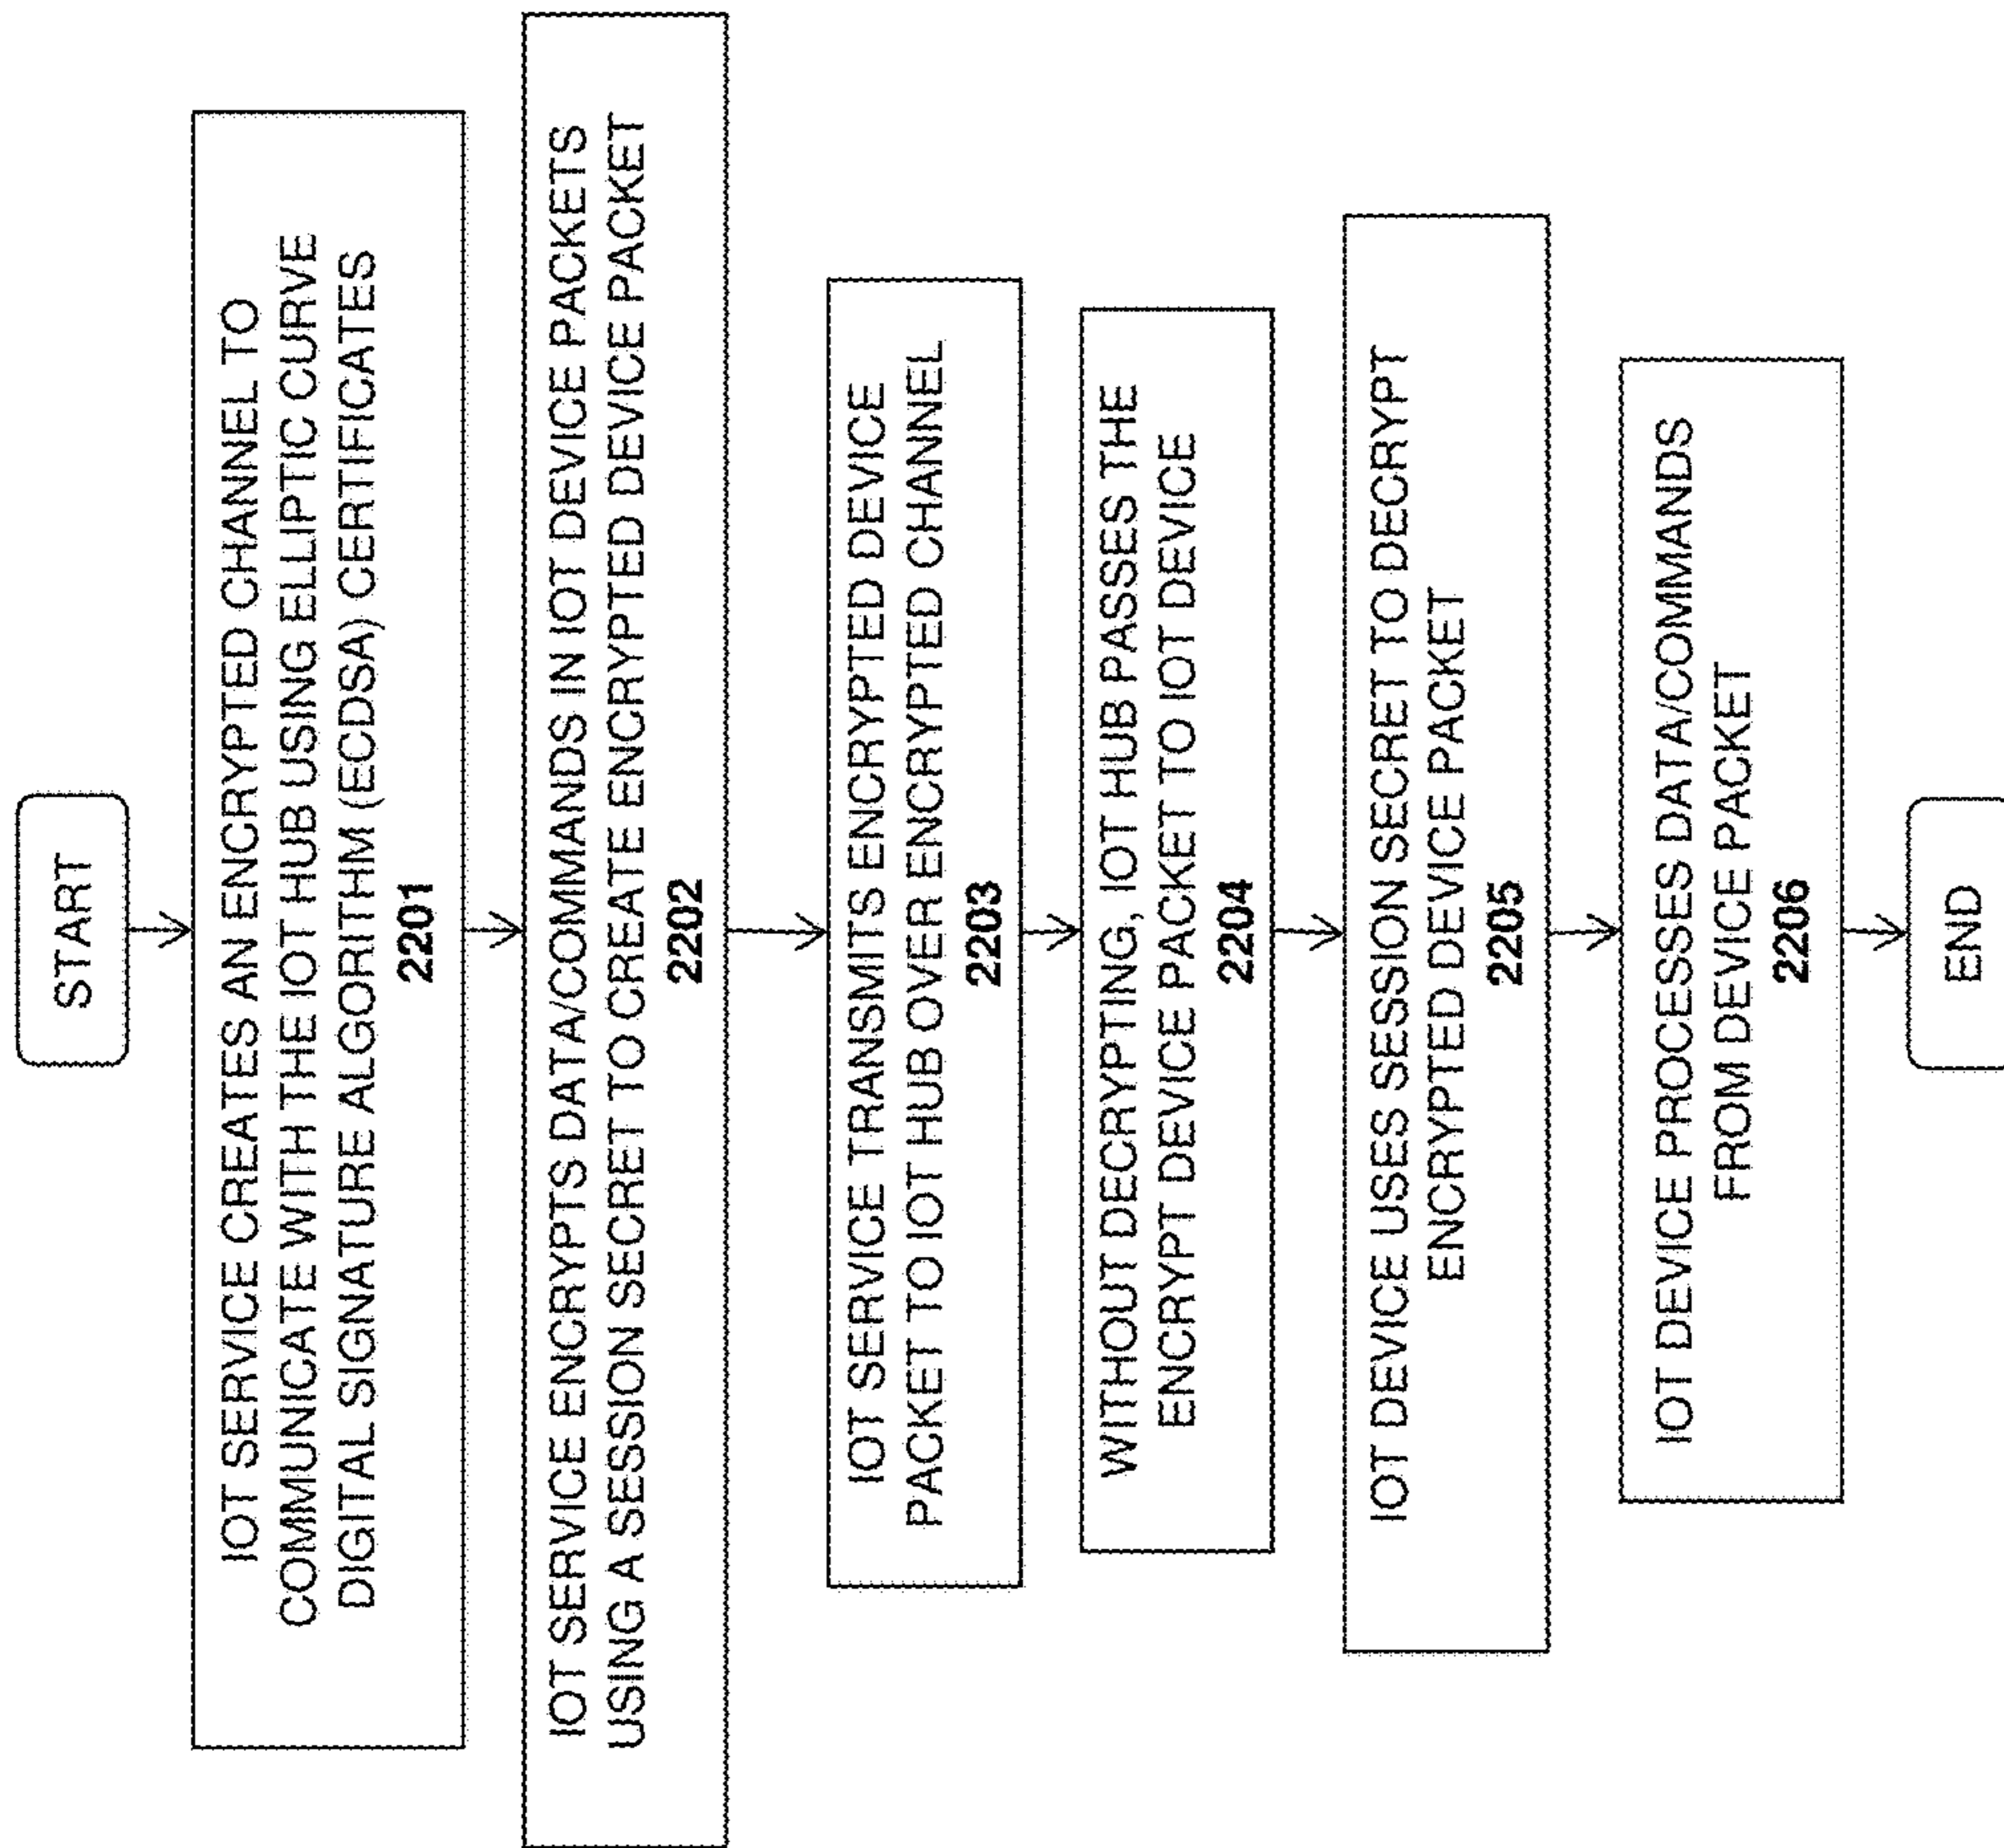 START
IOT SERVICE CREATES AN ENCRYPTED CHANNEL TO
COMMUNICATE WITH THE IOT HUB USING ELLIPTIC CURVE
DIGITAL SIGNATURE ALGORITHM (ECDSA) CERTIFICATES
2201
IOT SERVICE ENCRYPTS DATA/COMMANDS IN IOT DEVICE PACKETS
USING A SESSION SECRET TO CREATE ENCRYPTED DEVICE PACKET
2202
IOT SERVICE TRANSMITS ENCRYPTED DEVICE
PACKET TO IOT HUB OVER ENCRYPTED CHANNEL
2203
WITHOUT DECRYPTING, IOT HUB PASSES THE
ENCRYPT DEVICE PACKET TO IOT DEVICE
2204
IOT DEVICE USES SESSION SECRET TO DECRYPT
ENCRYPTED DEVICE PACKET
2205
IOT DEVICE PROCESSES DATA/COMMANDS
FROM DEVICE PACKET
2206
END